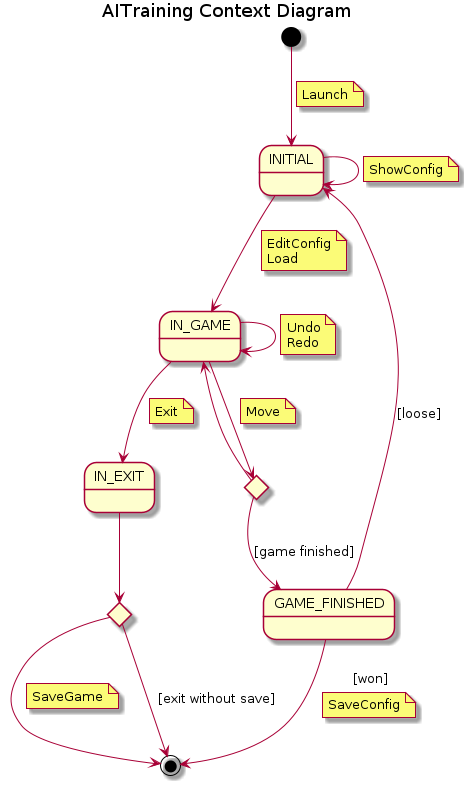 AITraining Context Diagram
Launch
INITIAL
ShowConfig
EditConfig
Load
IN_GAME
Undo
Redo
Exit
Move
[loose]
IN_EXIT
[game finished]
GAME_FINISHED
SaveGame
[exit without save]
[won]
SaveConfig